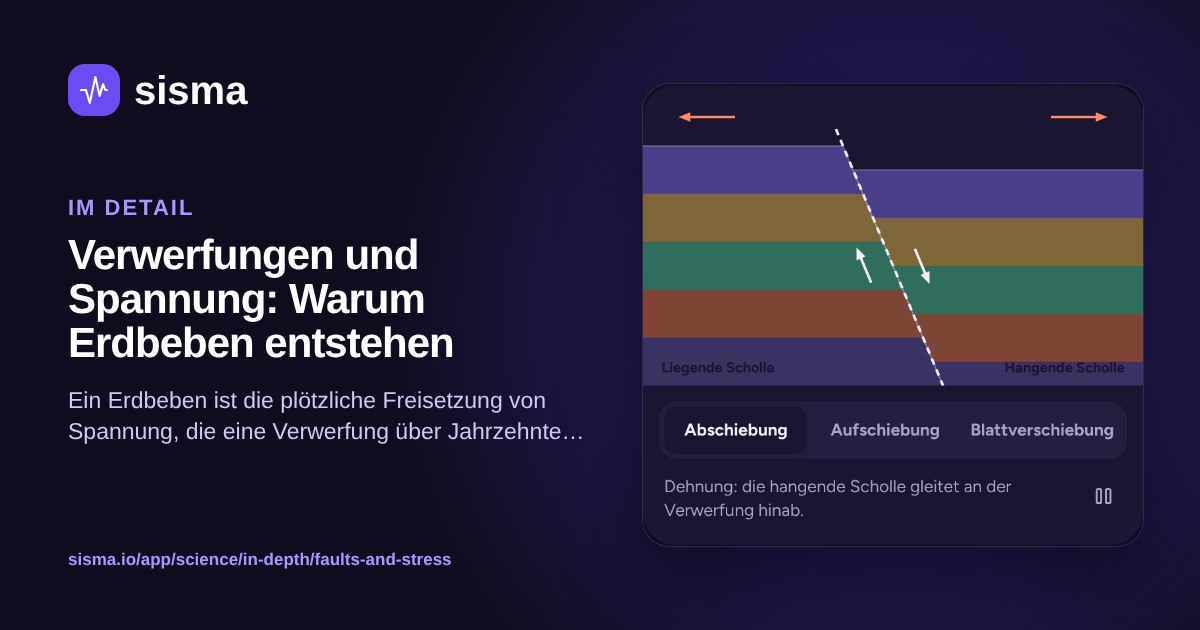 sisma
IM DETAIL
Verwerfungen und
Spannung: Warum
Erdbeben entstehen
Ein Erdbeben ist die plötzliche Freisetzung von
Spannung, die eine Verwerfung über Jahrzehnte…
sisma.io/app/science/in-depth/faults-and-stress
Liegende Scholle
Hangende Scholle
Abschiebung
Aufschiebung
Blattverschiebung
Dehnung: die hangende Scholle gleitet an der
Verwerfung hinab.